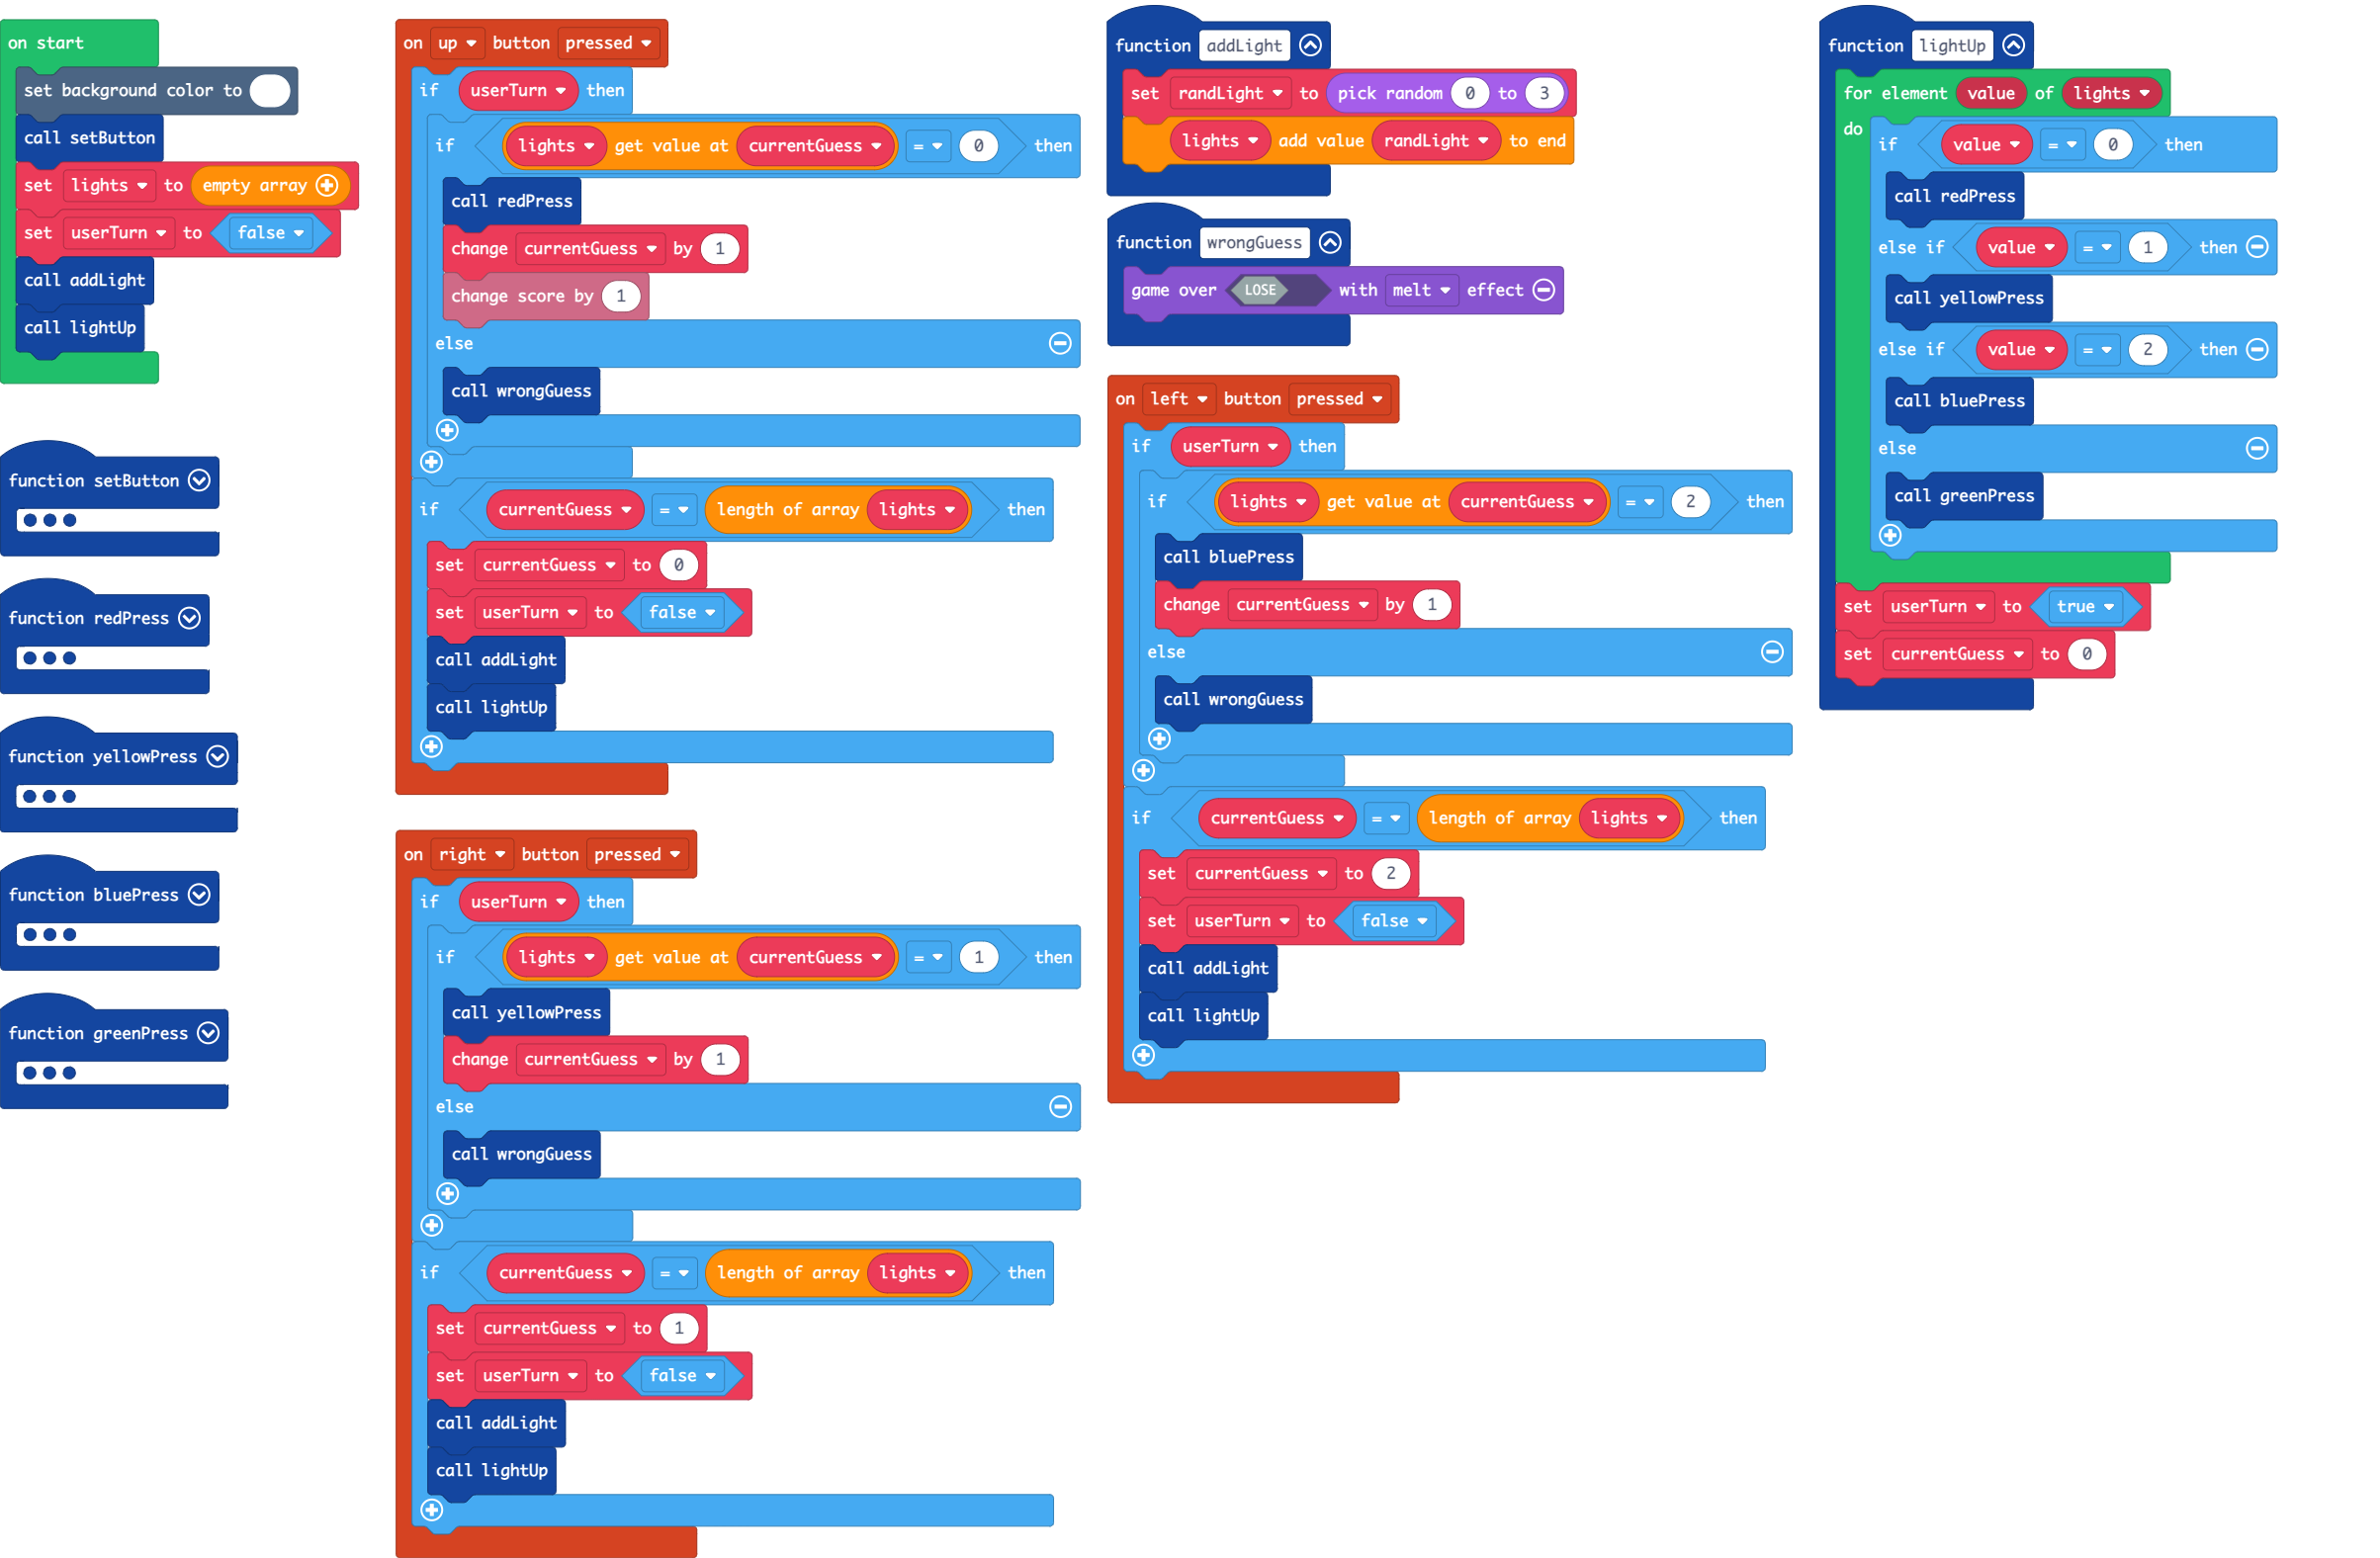 on start
set background color to
call setButton
set lights to empty array
set userTurn to false
call addLight
call lightUp
function setButton
function redPress
function yellowPress
function bluePress
function greenPress
on up button pressed
if userTurn then
if lights get value at currentGuess = 0 then
call redPress
change currentGuess by 1
change score by 1
else
call wrongGuess
if currentGuess = length of array lights then
set currentGuess to 0
set userTurn to false
call addLight
call lightUp
on right button pressed
if userTurn then
if lights get value at currentGuess = 1 then
call yellowPress
change currentGuess by 1
else
call wrongGuess
if currentGuess = length of array lights then
set currentGuess to 1
set userTurn to false
call addLight
call lightUp
function addLight
set randLight to pick random 0 to 3
lights add value randLight to end
function wrongGuess
game over LOSE with melt effect
on left button pressed
if userTurn then
if lights get value at currentGuess = 2 then
call bluePress
change currentGuess by 1
else
call wrongGuess
if currentGuess = length of array lights then
set currentGuess to 2
set userTurn to false
call addLight
call lightUp
function lightUp
for element value of lights
do
if value = 0 then
call redPress
else if value = 1 then
call yellowPress
else if value = 2 then
call bluePress
else
call greenPress
set userTurn to true
set currentGuess to 0